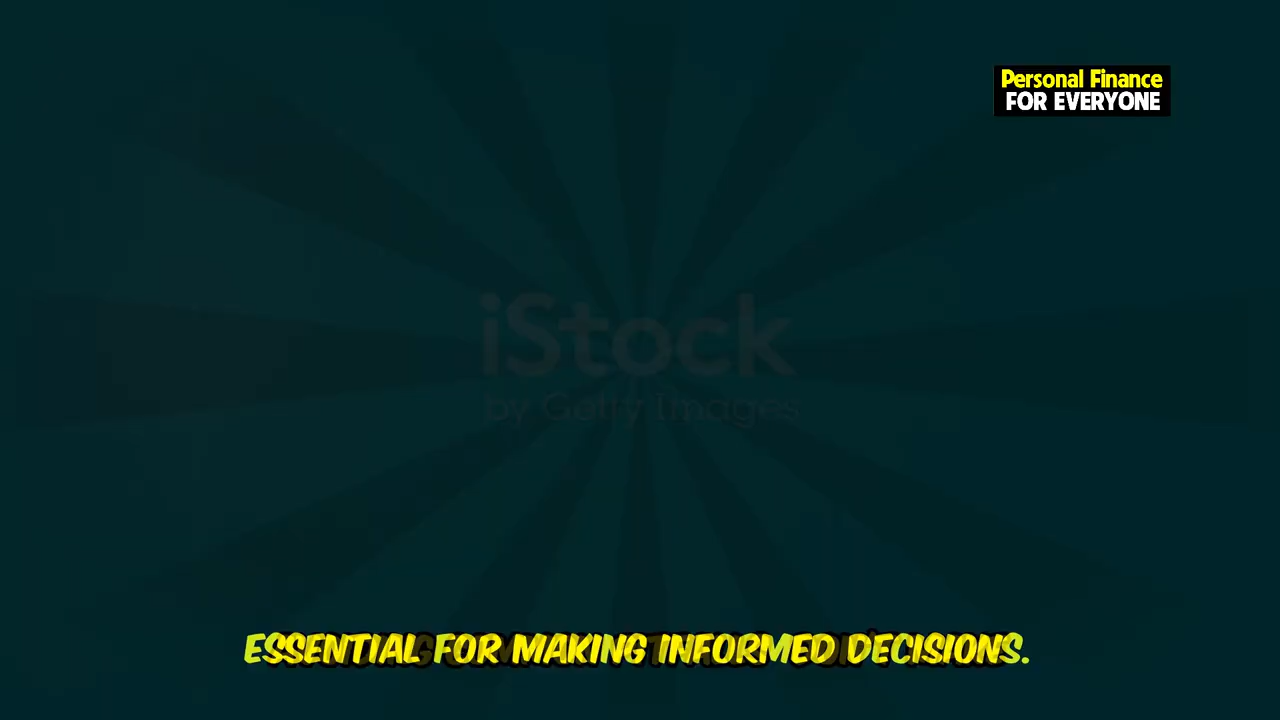 Personal Finance
FOR EVERYONE
iStock
by Getty Images
ESSENTIAL FOR MAKING INFORMED DECISIONS.